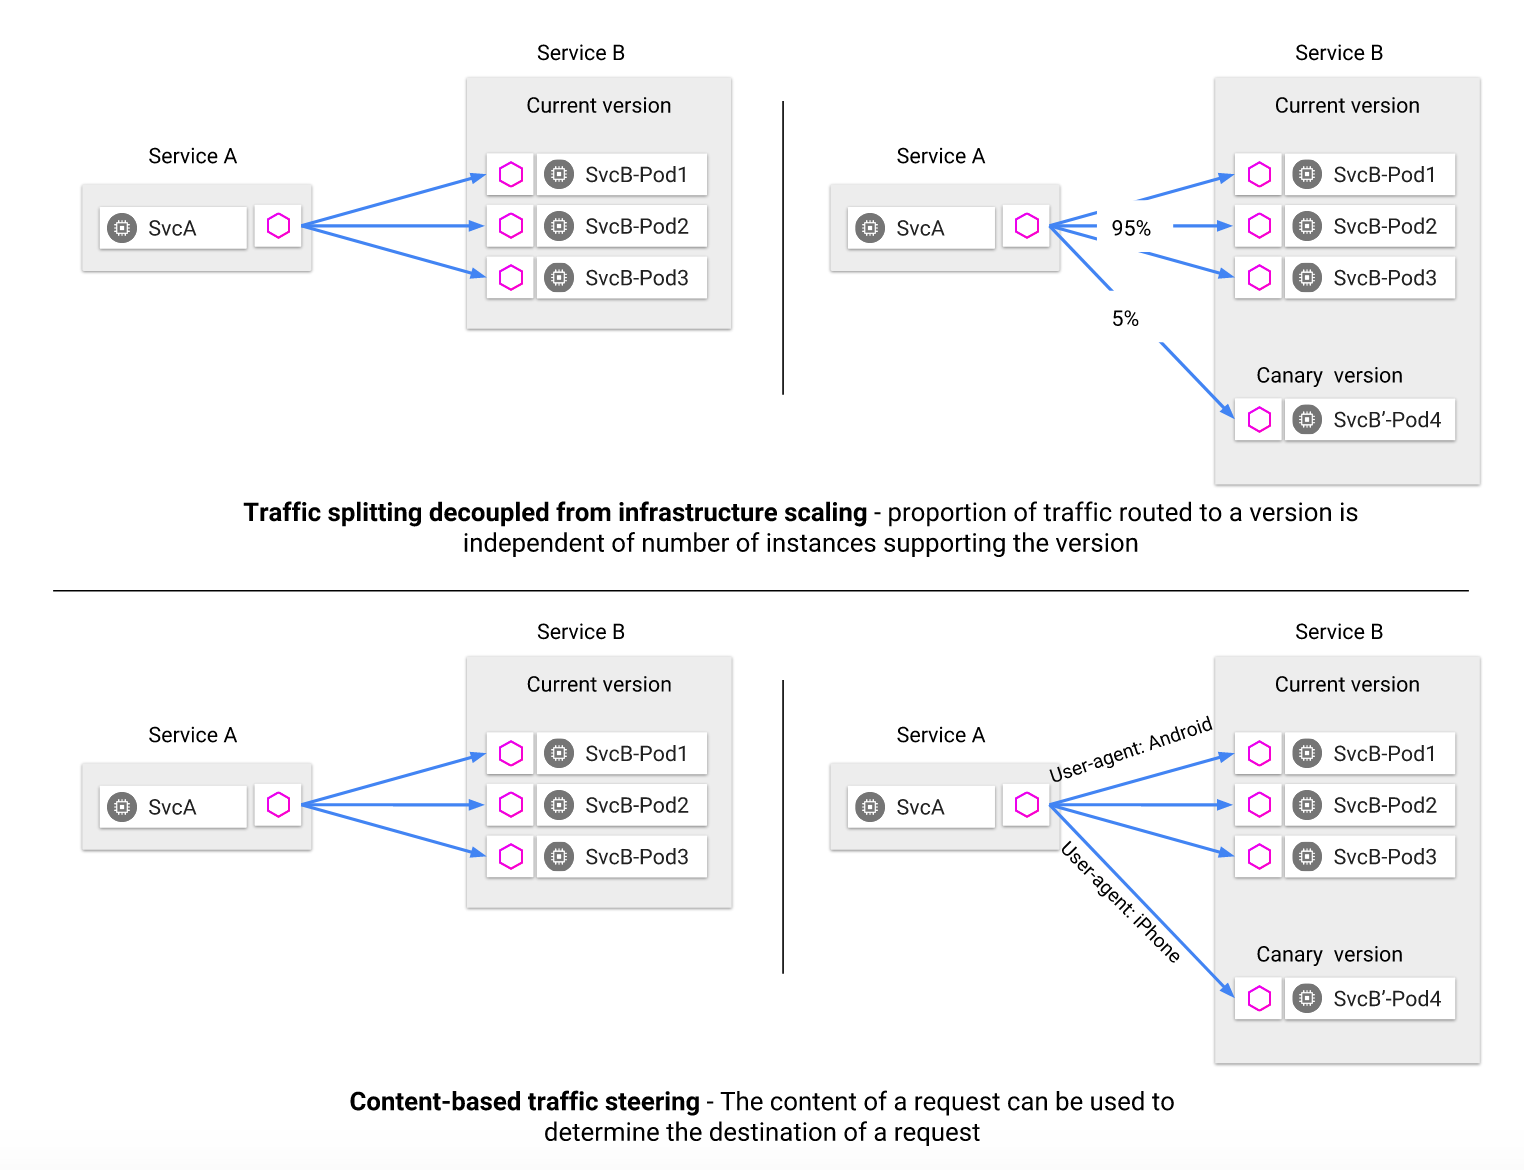 Service B
Current version
Service A
SvcA
SvcB-Pod1
SvcB-Pod2
SvcB-Pod3
Service B
Current version
Service A
SvcA
95%
5%
SvcB-Pod1
SvcB-Pod2
SvcB-Pod3
Canary version
SvcB’-Pod4
Traffic splitting decoupled from infrastructure scaling - proportion of traffic routed to a version is
independent of number of instances supporting the version
Service B
Current version
Service A
SvcA
SvcB-Pod1
SvcB-Pod2
SvcB-Pod3
Service B
Current version
Service A
SvcA
User-agent: Android
User-agent: iPhone
SvcB-Pod1
SvcB-Pod2
SvcB-Pod3
Canary version
SvcB’-Pod4
Content-based traffic steering - The content of a request can be used to
determine the destination of a request